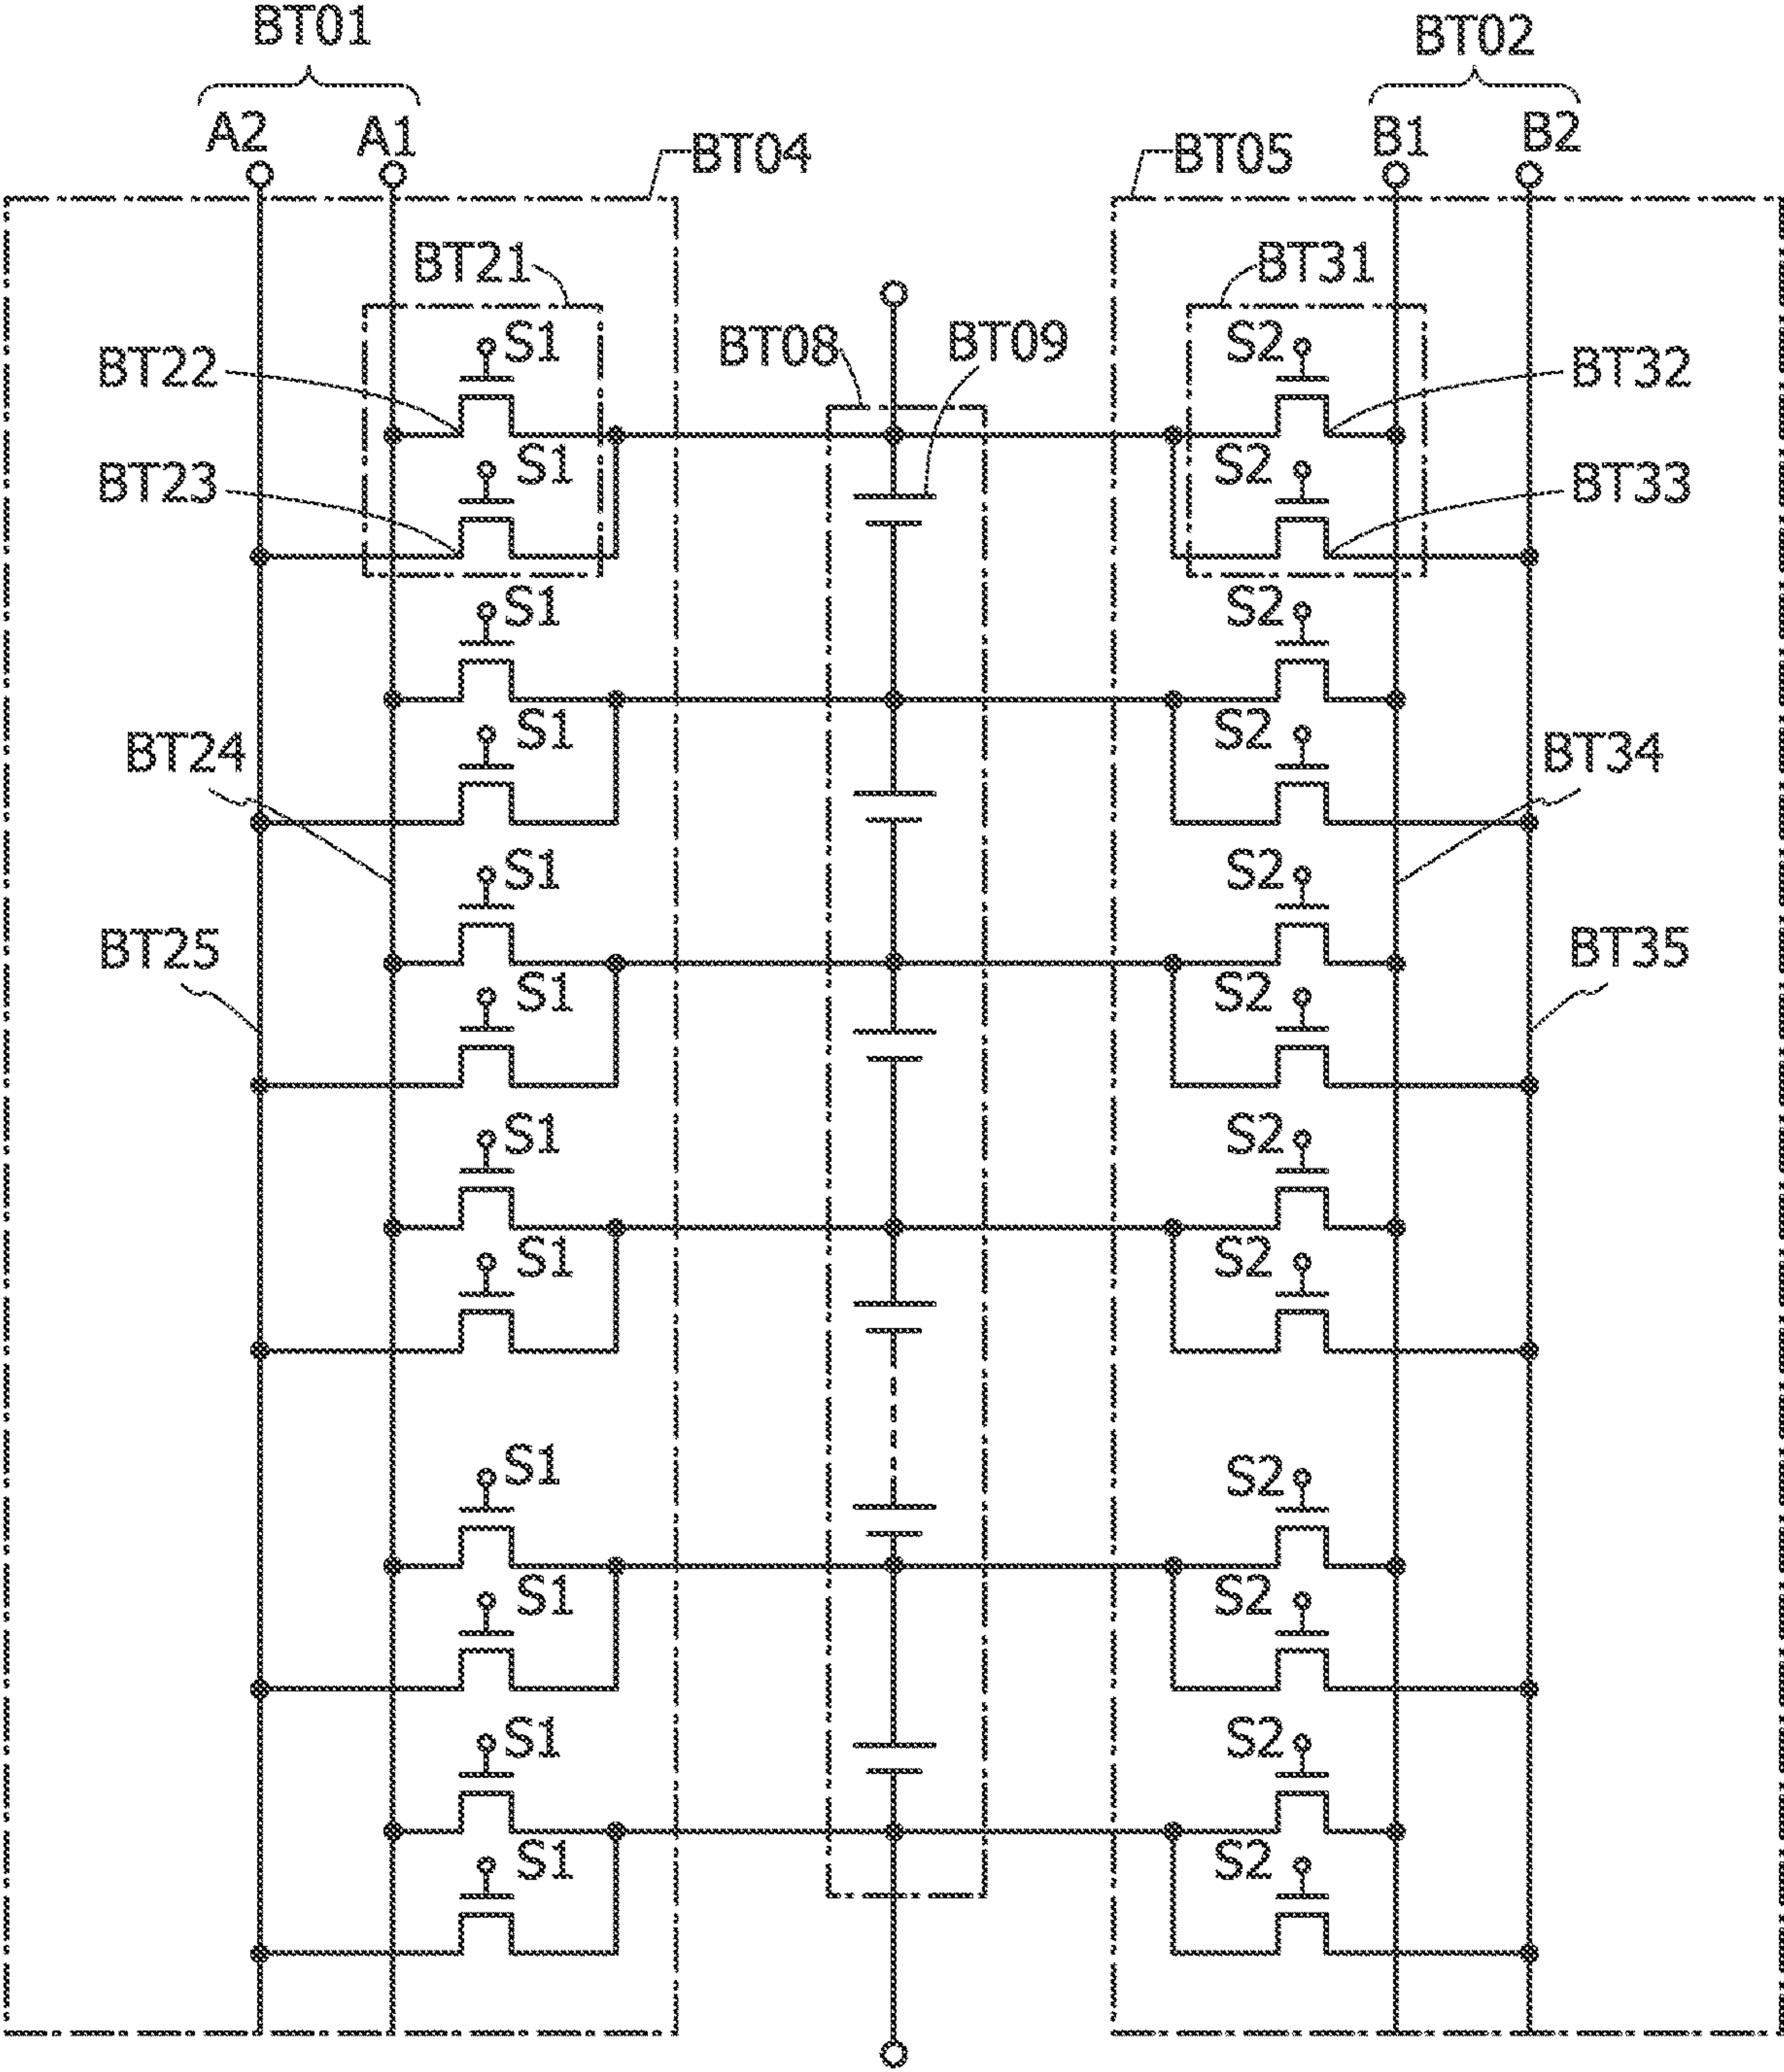 BT01 BT02
A2 A1 BT04 BT05 B1 B2
BT21 BT31
S1 BT08 BT09 S2
BT22 BT32
S1 S2
BT23 BT33
S1 S2
S1 S2
BT24 BT34
S1 S2
BT25 BT35
S1 S2
S1 S2
S1 S2
S1 S2
S1 S2
S1 S2
S1 S2